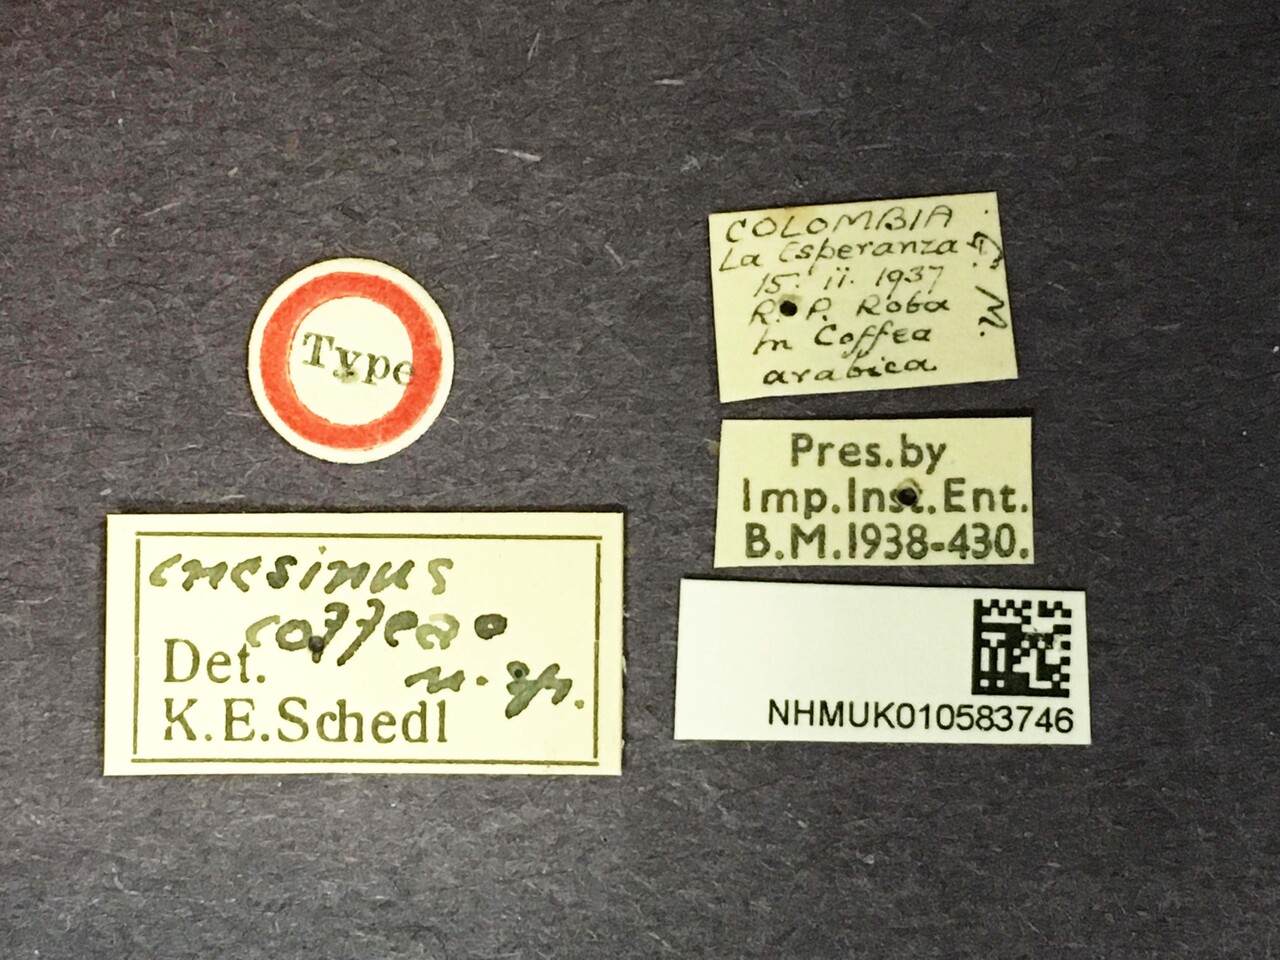 Type
COLOMBIA
La Esperanza
15. ii. 1937
R. P. Roba
In Coffea
arabica
Pres.by
Imp.Inst.Ent.
B.M.1938-430.
cnesinus
coffeae
n. sp.
Det.
K.E.Schedl
NHMUK010583746